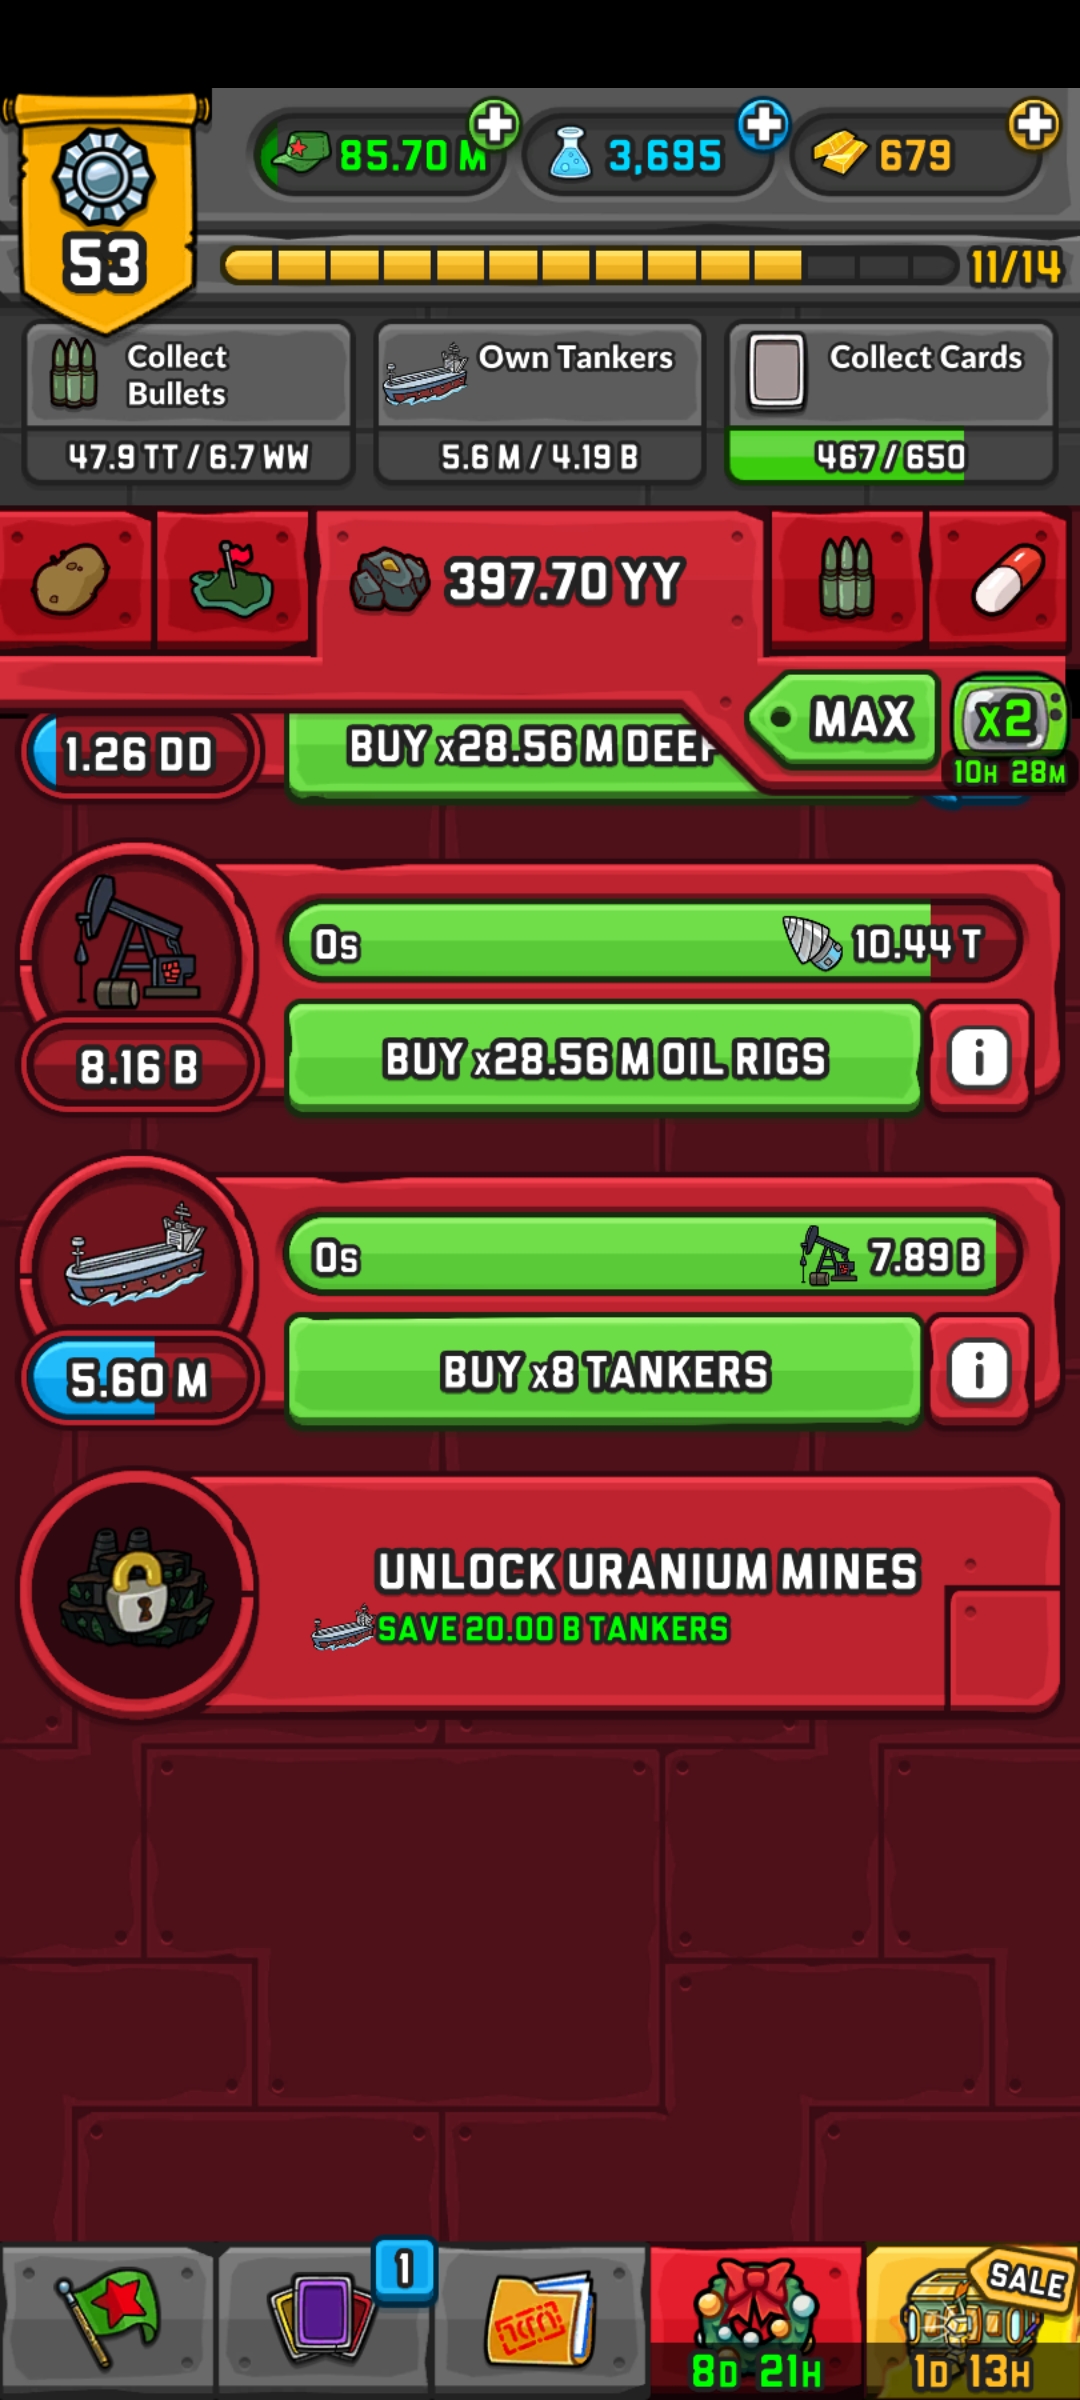 85.70 M
3,695
679
53
11/14
Collect
Bullets
Own Tankers
Collect Cards
47.9 TT / 6.7 WW
5.6 M / 4.19 B
467 / 650
397.70 YY
MAX
x2
10H 28M
1.26 DD
BUY x28.56 M DEEP
0s
10.44 T
8.16 B
BUY x28.56 M OIL RIGS
i
0s
7.89 B
5.60 M
BUY x8 TANKERS
i
UNLOCK URANIUM MINES
SAVE 20.00 B TANKERS
1
SALE
8D 21H
1D 13H